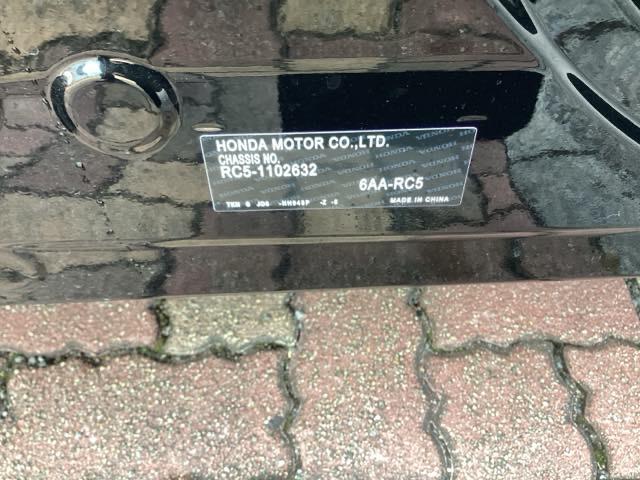 HONDA MOTOR CO.,LTD.
CHASSIS NO.
RC5-1102632
6AA-RC5
MADE IN CHINA